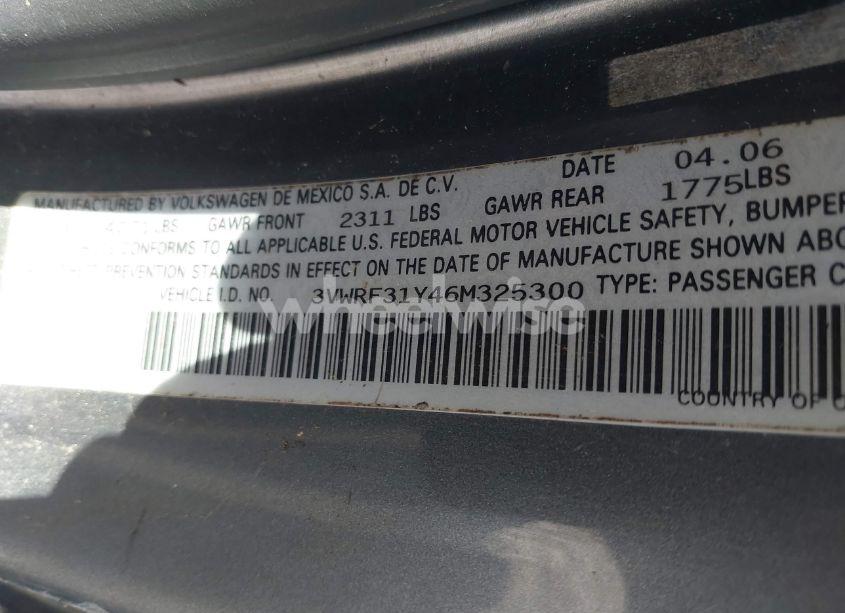 MANUFACTURED BY VOLKSWAGEN DE MEXICO S.A. DE C.V. DATE 04.06
LBS GAWR FRONT 2311 LBS GAWR REAR 1775LBS
CONFORMS TO ALL APPLICABLE U.S. FEDERAL MOTOR VEHICLE SAFETY, BUMPER
PREVENTION STANDARDS IN EFFECT ON THE DATE OF MANUFACTURE SHOWN ABO
VEHICLE I.D. NO. 3VWRF31Y46M325300 TYPE: PASSENGER C
wheelwise
COUNTRY OF O